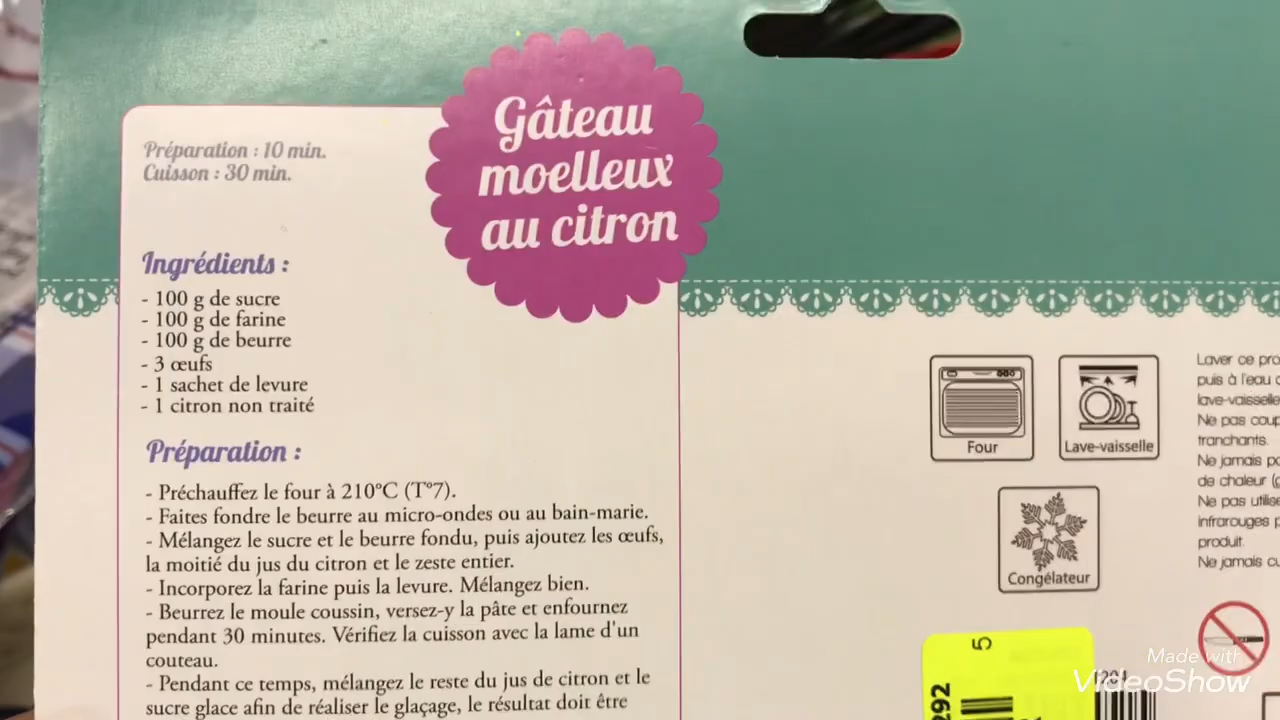 Gâteau
moelleux
au citron
Préparation : 10 min.
Cuisson : 30 min.
Ingrédients :
- 100 g de sucre
- 100 g de farine
- 100 g de beurre
- 3 œufs
- 1 sachet de levure
- 1 citron non traité
Préparation :
- Préchauffez le four à 210°C (T°7).
- Faites fondre le beurre au micro-ondes ou au bain-marie.
- Mélangez le sucre et le beurre fondu, puis ajoutez les œufs,
la moitié du jus du citron et le zeste entier.
- Incorporez la farine puis la levure. Mélangez bien.
- Beurrez le moule coussin, versez-y la pâte et enfournez
pendant 30 minutes. Vérifiez la cuisson avec la lame d'un
couteau.
- Pendant ce temps, mélangez le reste du jus de citron et le
sucre glace afin de réaliser le glaçage, le résultat doit être
Four
Lave-vaisselle
Congélateur
Laver ce
puis à l'eau
lave-vaisselle
Ne pas
tranchants.
Ne jamais
de chaleur
Ne pas
infrarouges
produit.
Ne jamais
5
292
Made with
VideoShow